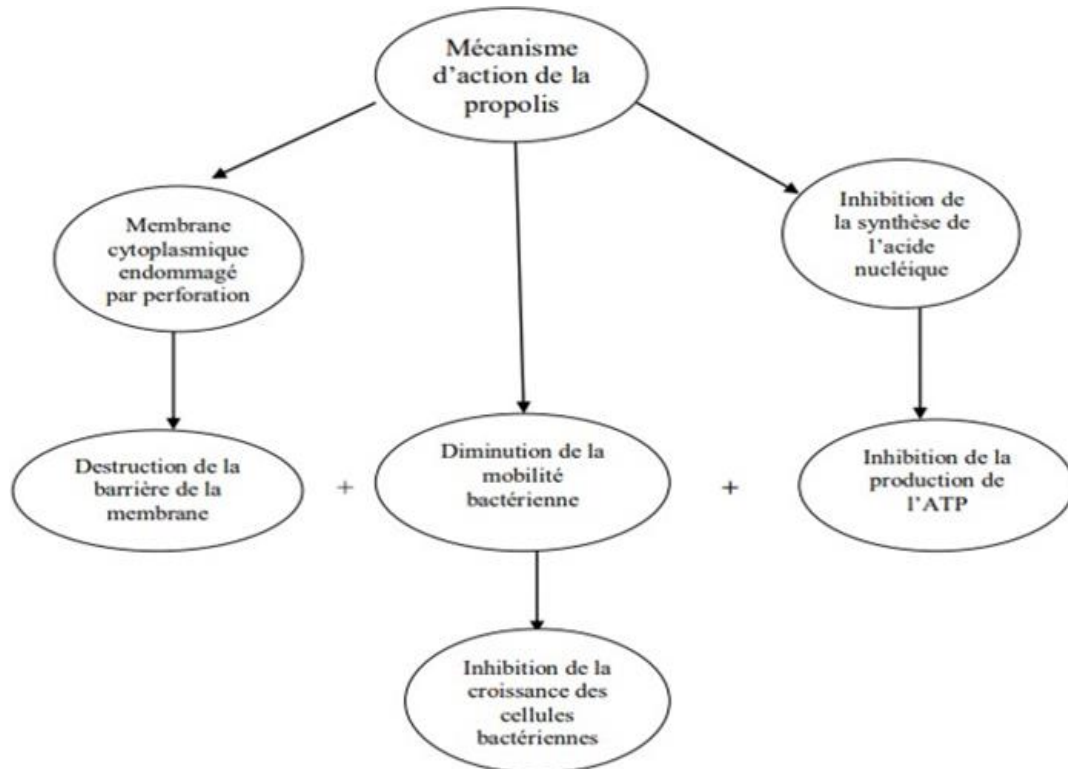 Mécanisme
d'action de la
propolis
Membrane
cytoplasmique
endommagé
par perforation
Inhibition de
la synthèse de
l'acide
nucléique
Destruction de la
barrière de la
membrane
+
Diminution de la
mobilité
bactérienne
+
Inhibition de la
production de
l'ATP
Inhibition de la
croissance des
cellules
bactériennes